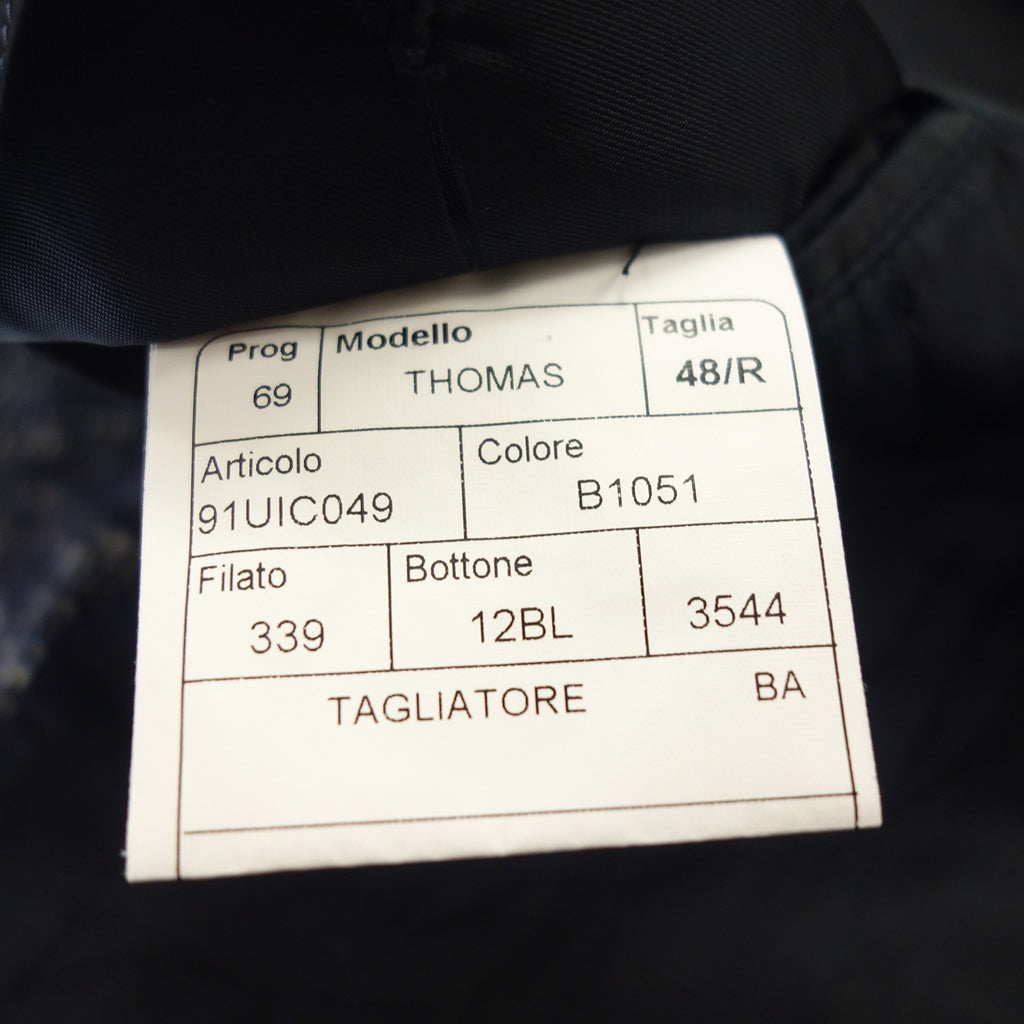 Prog Modello Taglia
69 THOMAS 48/R
Articolo Colore
91UIC049 B1051
Filato Bottone
339 12BL 3544
TAGLIATORE BA